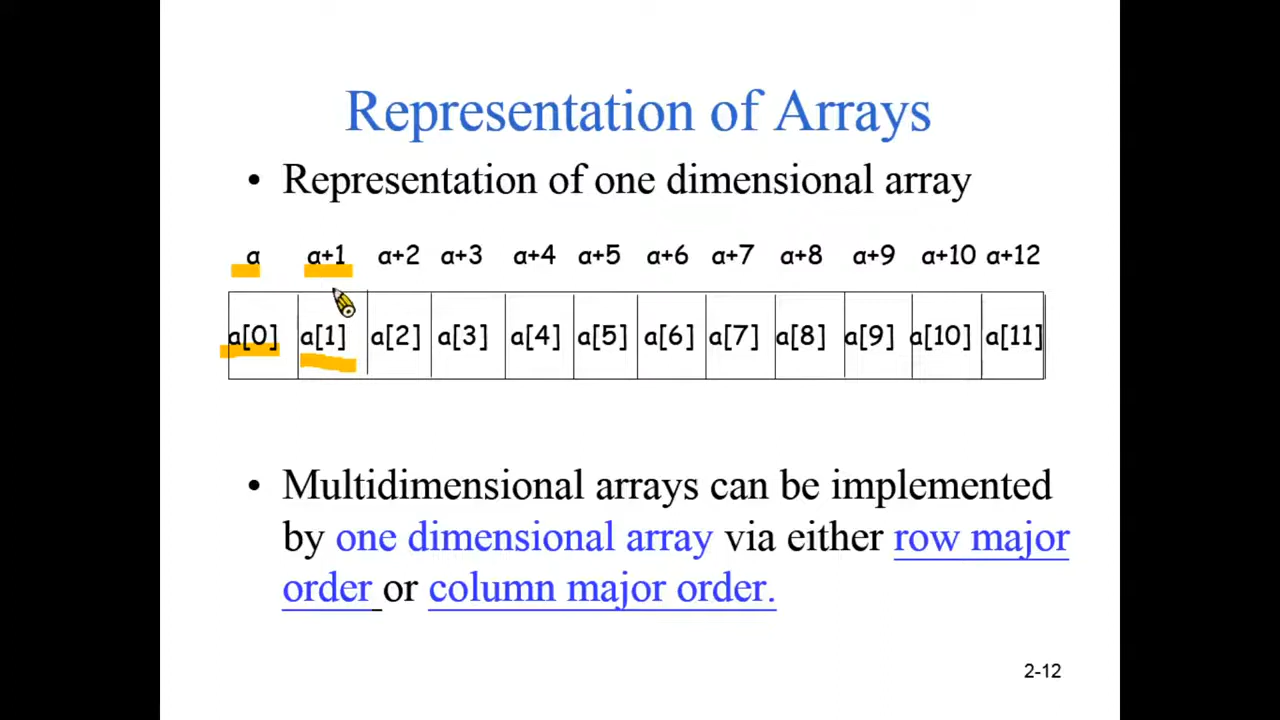 Representation of Arrays
• Representation of one dimensional array
α α+1 α+2 α+3 α+4 α+5 α+6 α+7 α+8 α+9 α+10 α+12
a[0] a[1] a[2] a[3] a[4] a[5] a[6] a[7] a[8] a[9] a[10] a[11]
• Multidimensional arrays can be implemented
by one dimensional array via either row major
order or column major order.
2-12